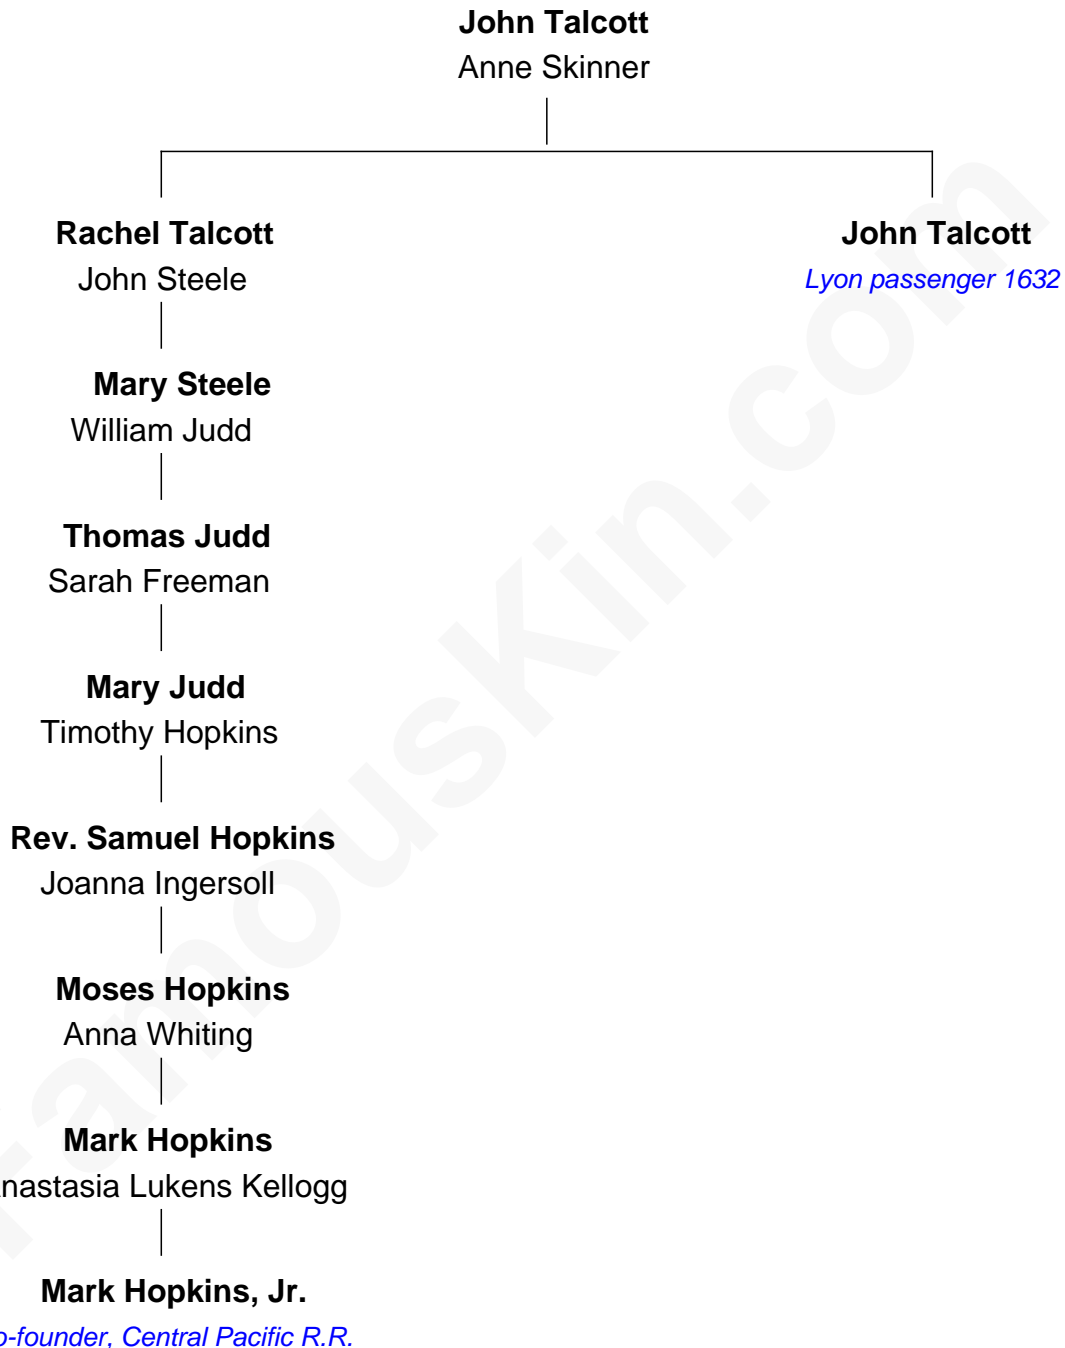 John Talcott
Anne Skinner
Rachel Talcott
John Steele
John Talcott
Lyon passenger 1632
Mary Steele
William Judd
Thomas Judd
Sarah Freeman
Mary Judd
Timothy Hopkins
Rev. Samuel Hopkins
Joanna Ingersoll
Moses Hopkins
Anna Whiting
Mark Hopkins
nastasia Lukens Kellogg
Mark Hopkins, Jr.
o-founder, Central Pacific R.R.
FamousKin.com